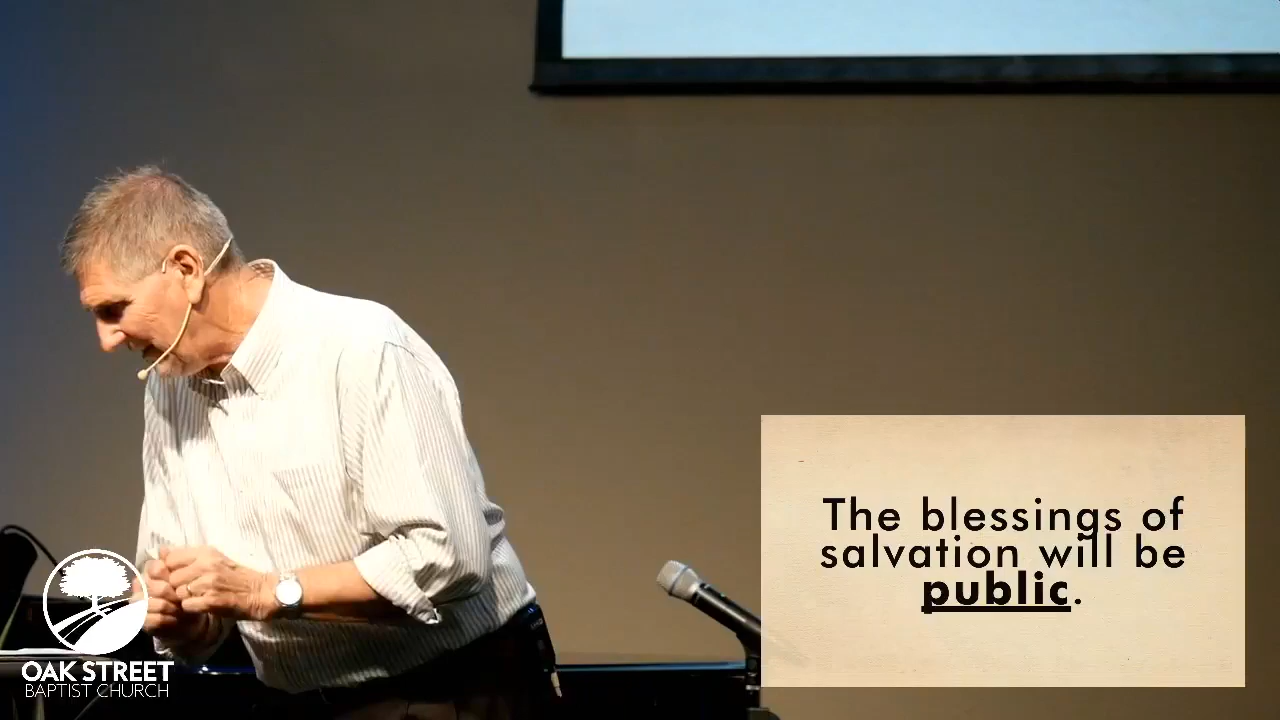 The blessings of
salvation will be
public.
OAK STREET
BAPTIST CHURCH